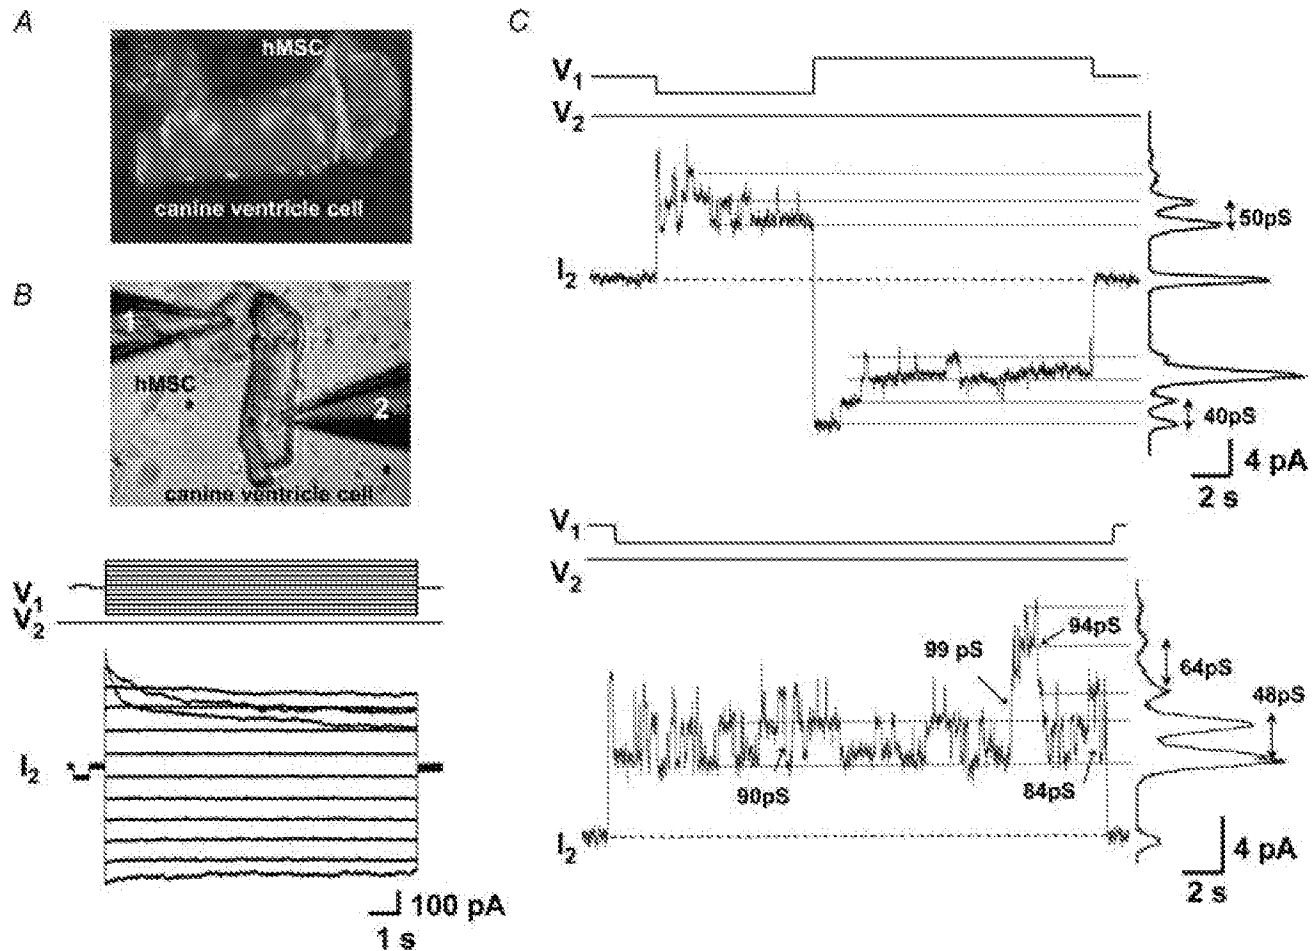 A
hMSC
canine ventricle cell
B
1
hMSC
2
canine ventricle cell
V1
V2
I2
*
100 pA
1 s
C
V1
V2
I2
50pS
40pS
4 pA
2 s
V1
V2
99 pS
94pS
64pS
48pS
90pS
84pS
I2
4 pA
2 s